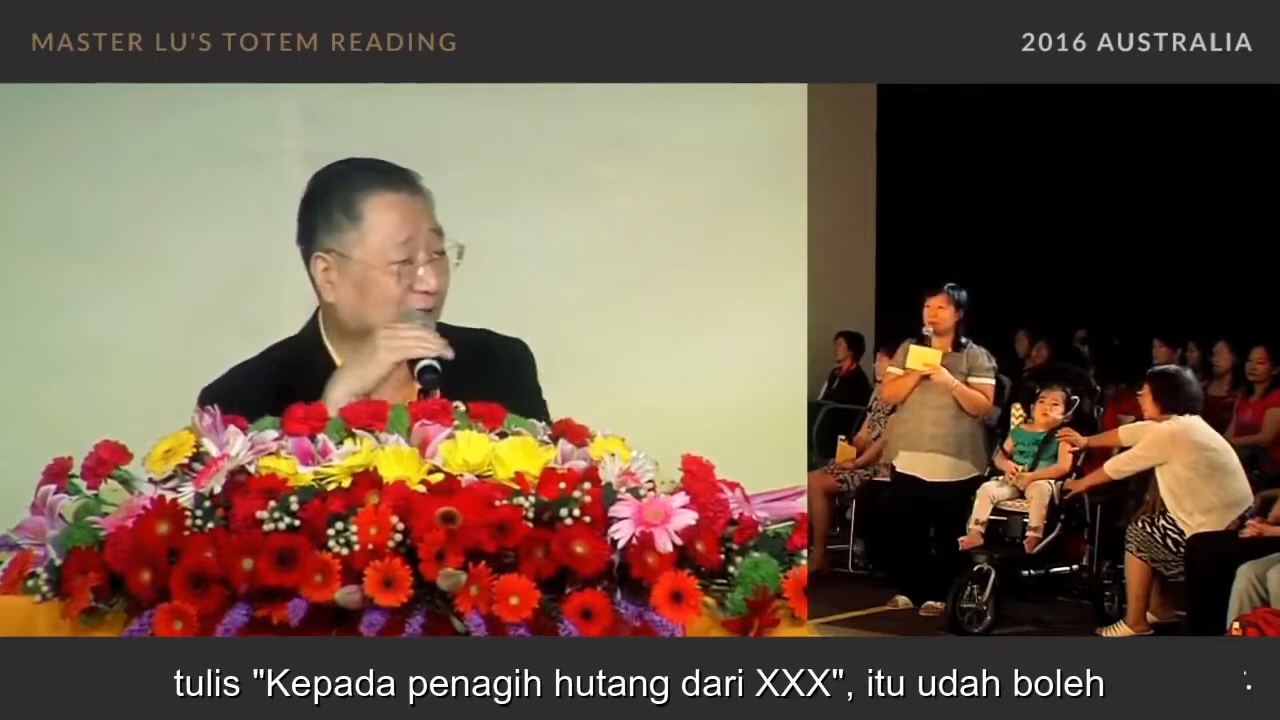 MASTER LU'S TOTEM READING
2016 AUSTRALIA
tulis "Kepada penagih hutang dari XXX", itu udah boleh